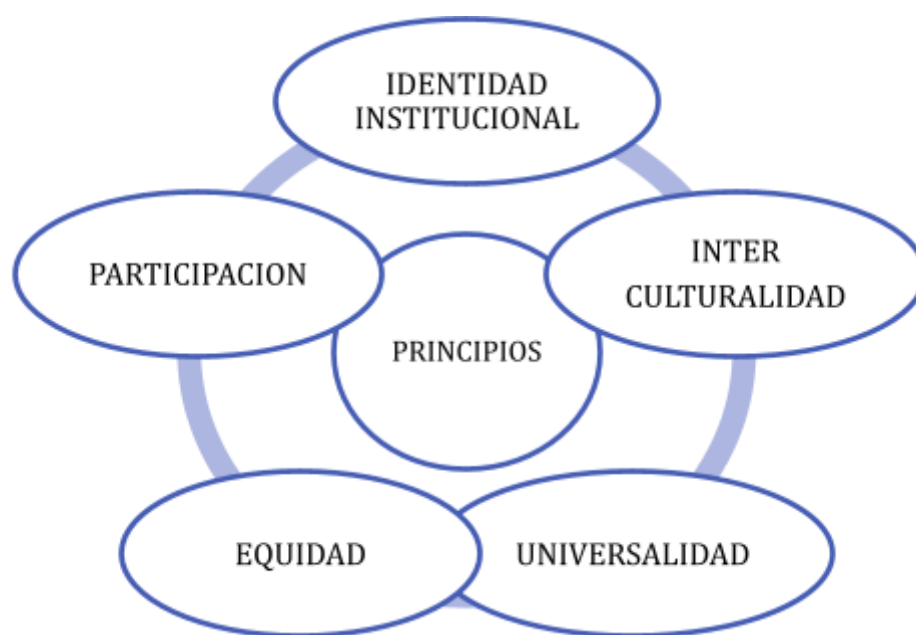 IDENTIDAD
INSTITUCIONAL
PARTICIPACION
INTER
CULTURALIDAD
PRINCIPIOS
EQUIDAD
UNIVERSALIDAD